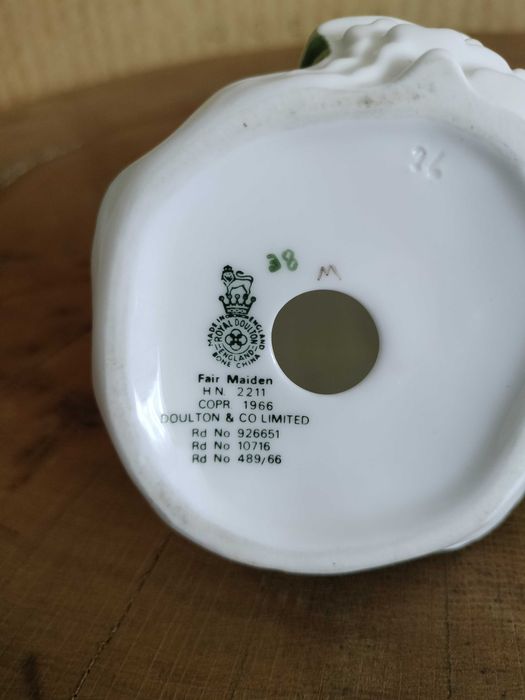 26
38 M
MADE IN ENGLAND
ROYAL DOULTON
ENGLAND
BONE CHINA
Fair Maiden
H N 2211
COPR. 1966
DOULTON & CO LIMITED
Rd No 926651
Rd No 10716
Rd No 489/66